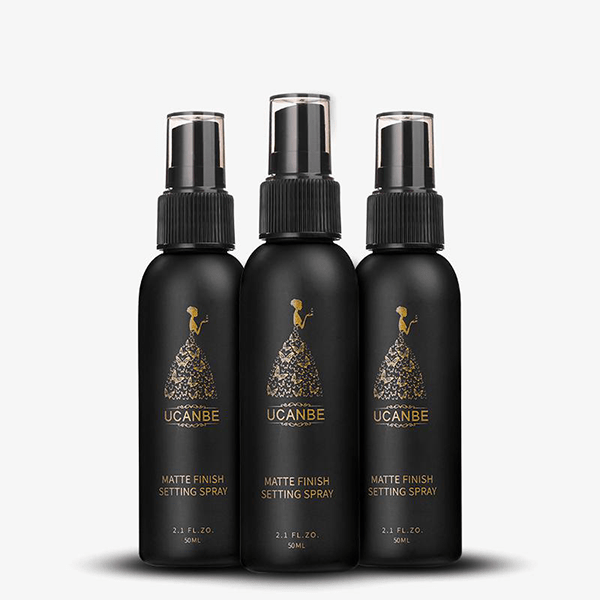 UCANBE
MATTE FINISH
SETTING SPRAY
2.1 FL.ZO.
50ML
UCANBE
MATTE FINISH
SETTING SPRAY
2.1 FL.ZO.
50ML
UCANBE
MATTE FINISH
SETTING SPRAY
2.1 FL.ZO.
50ML